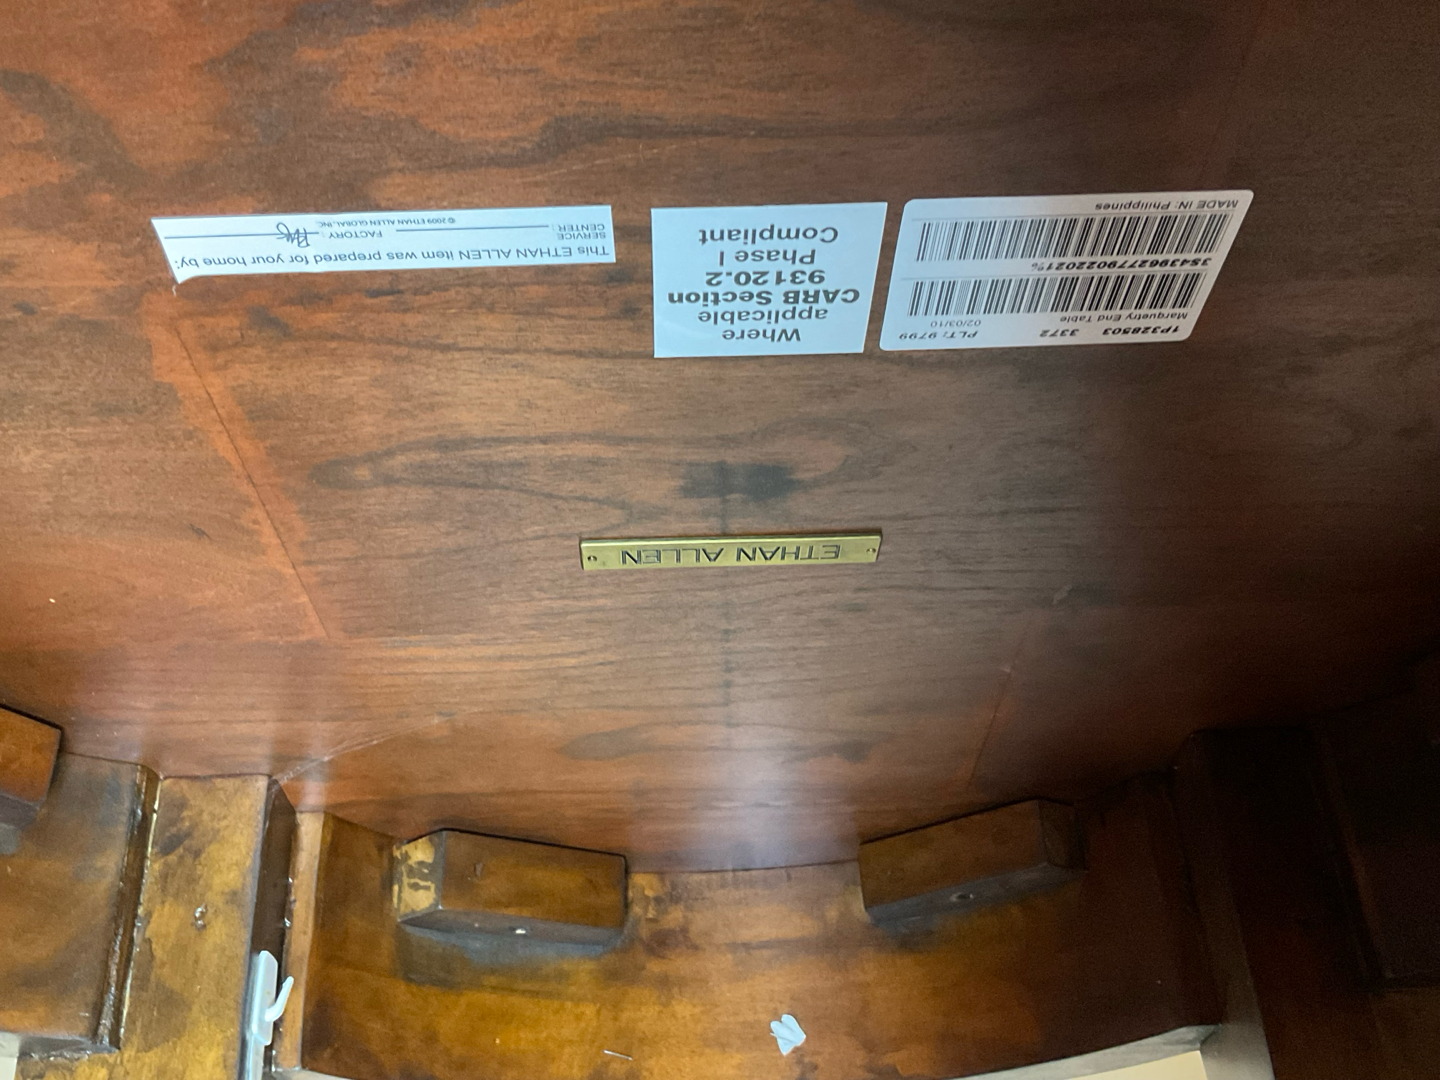 1P328503 3372 PLT: 9799
Marquetry End Table 02/03/10
3S4396277902202 1%
MADE IN: Philippines
Where
applicable
CARB Section
93120.2
Phase I
Compliant
This ETHAN ALLEN item was prepared for your home by:
SERVICE
CENTER: FACTORY:
© 2009 ETHAN ALLEN GLOBAL, INC.
ETHAN ALLEN